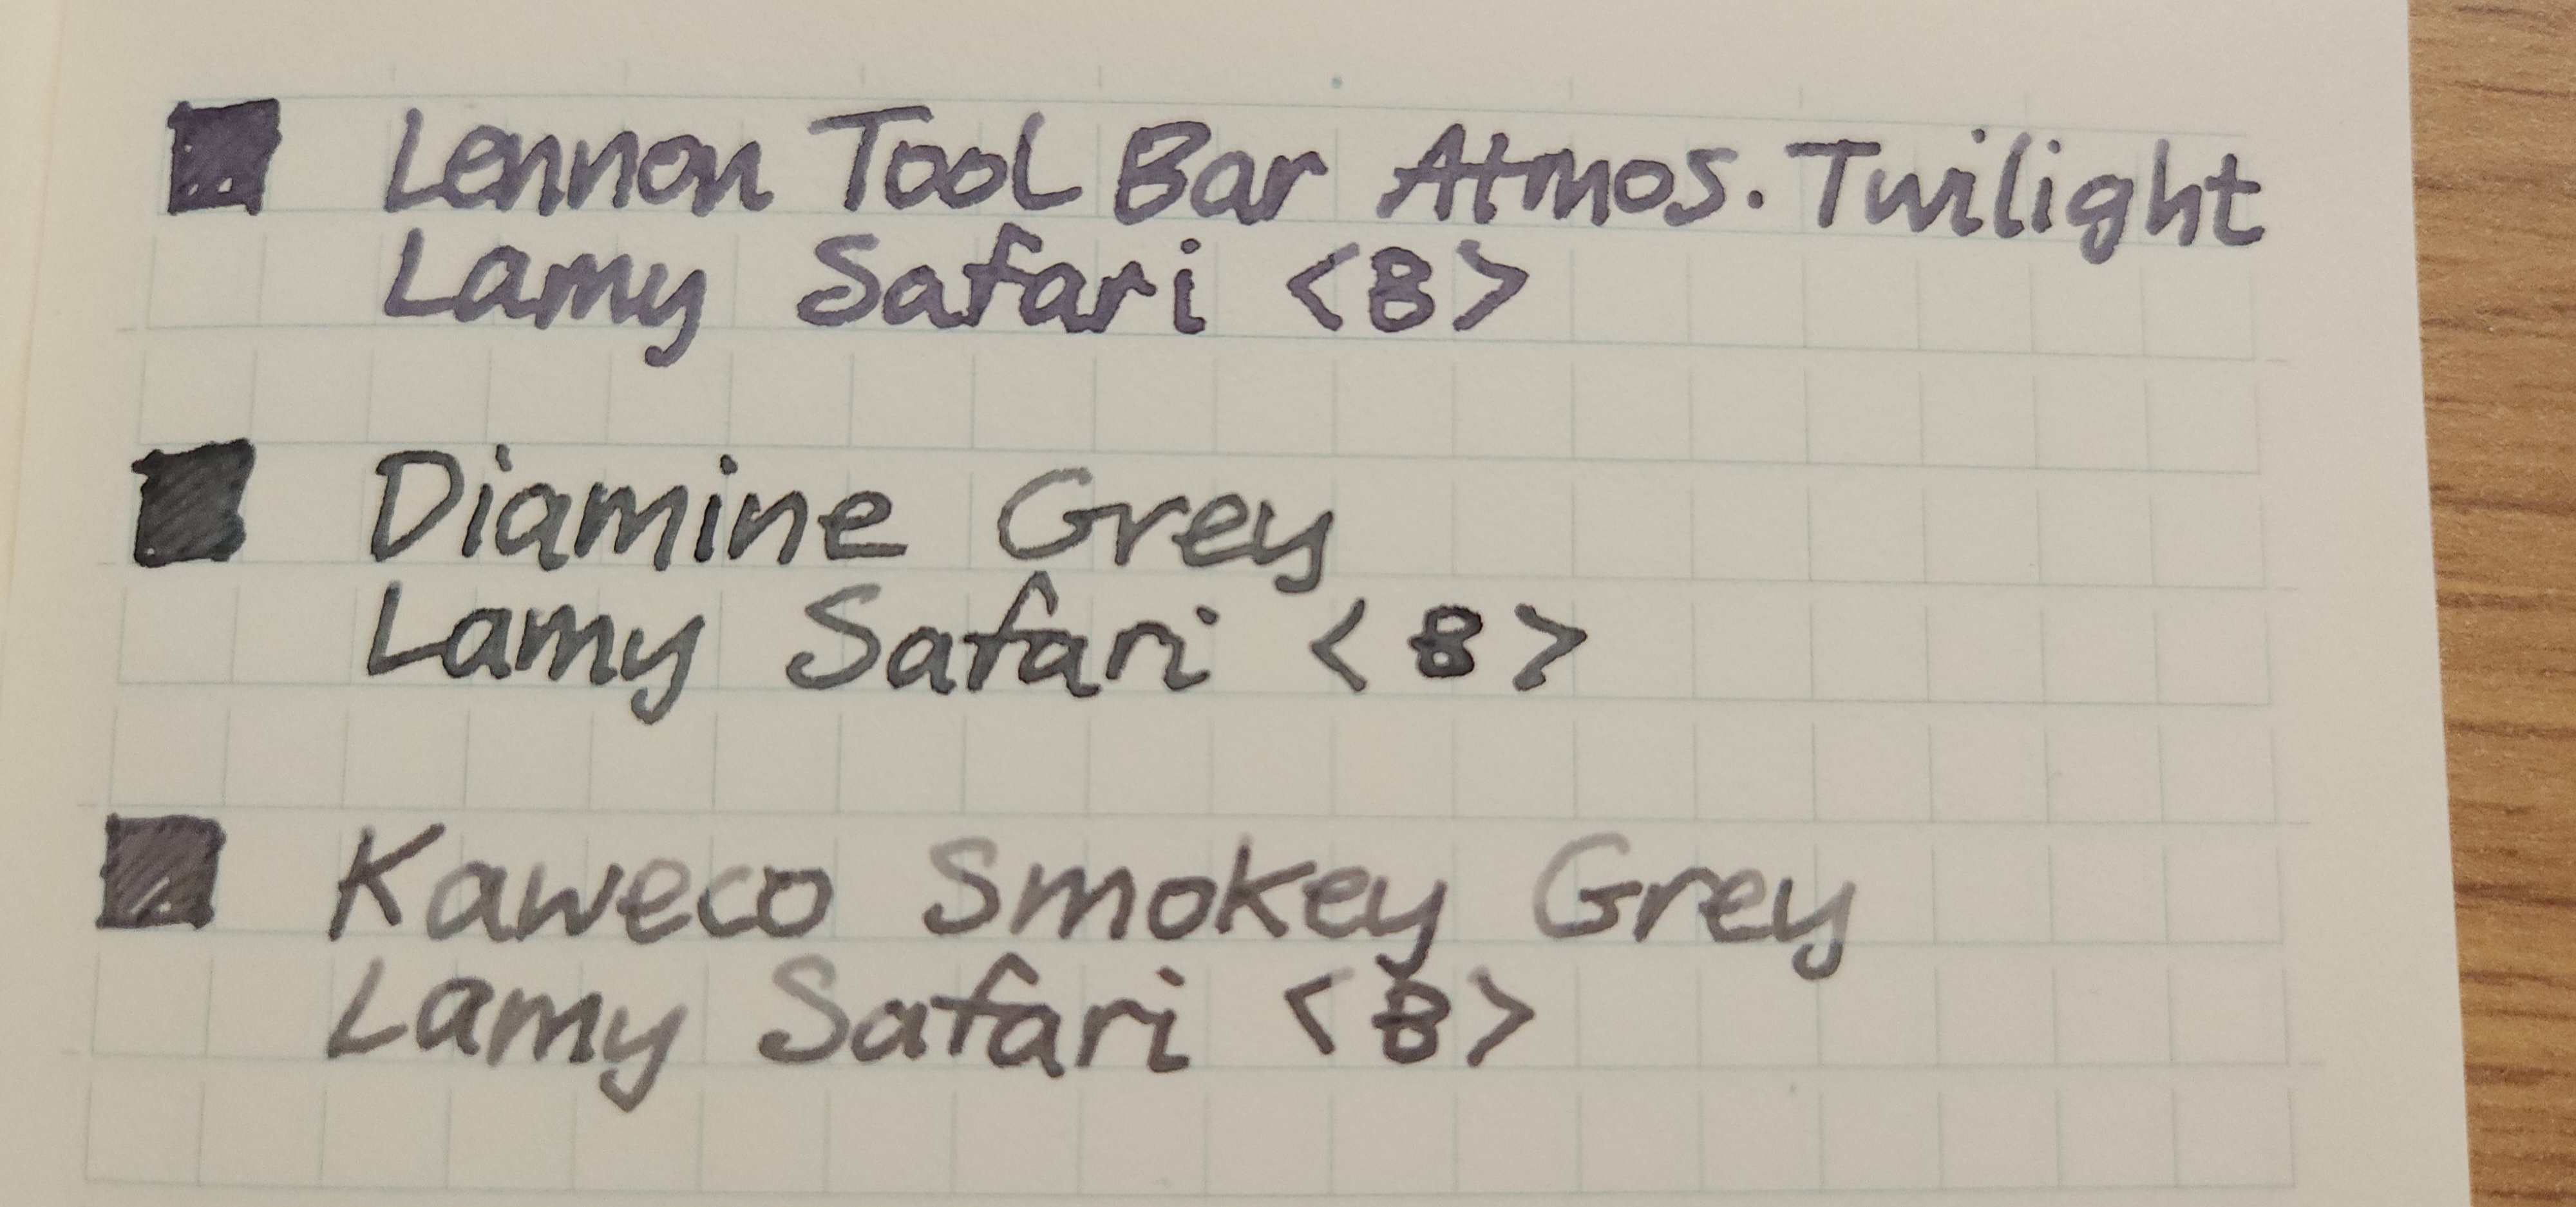 Lennon Tool Bar Atmos. Twilight
Lamy Safari <B>
Diamine Grey
Lamy Safari <B>
Kaweco Smokey Grey
Lamy Safari <B>